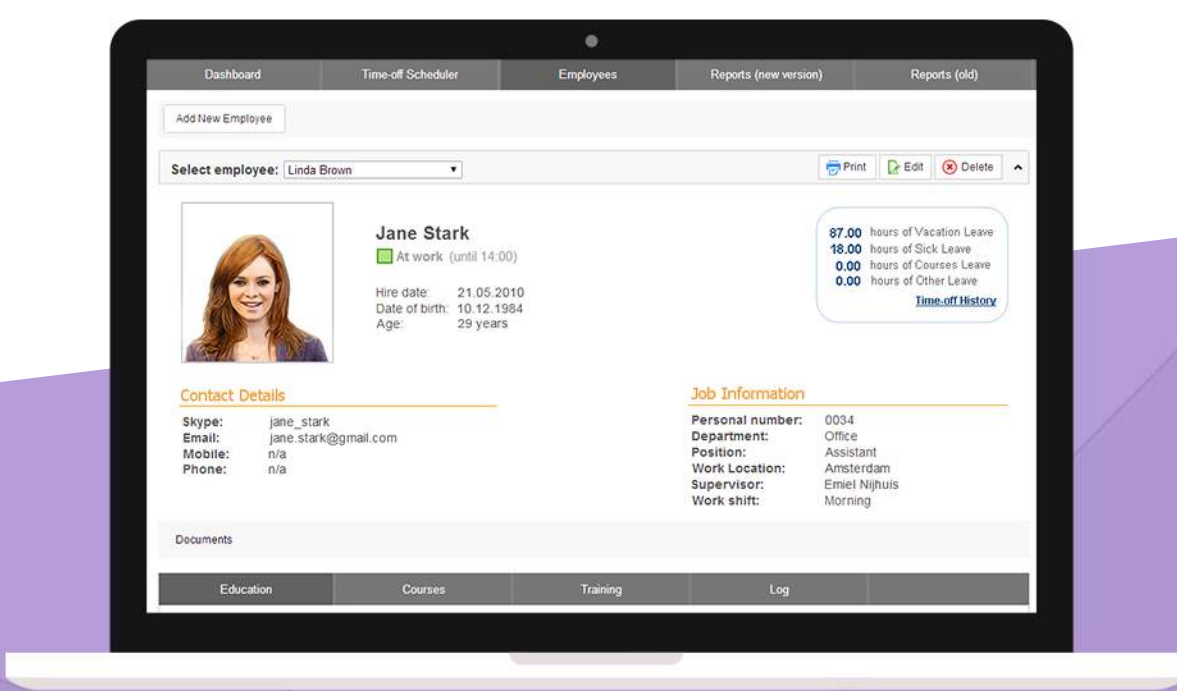 Dashboard Time-off Scheduler Employees Reports (new version) Reports (old)
Add New Employee
Select employee: Linda Brown Print Edit Delete
Jane Stark
At work (until 14:00)
Hire date: 21.05.2010
Date of birth: 10.12.1984
Age: 29 years
87.00 hours of Vacation Leave
18.00 hours of Sick Leave
0.00 hours of Courses Leave
0.00 hours of Other Leave
Time-off History
Contact Details
Skype: jane_stark
Email: jane.stark@gmail.com
Mobile: n/a
Phone: n/a
Job Information
Personal number: 0034
Department: Office
Position: Assistant
Work Location: Amsterdam
Supervisor: Emiel Nijhuis
Work shift: Morning
Documents
Education Courses Training Log